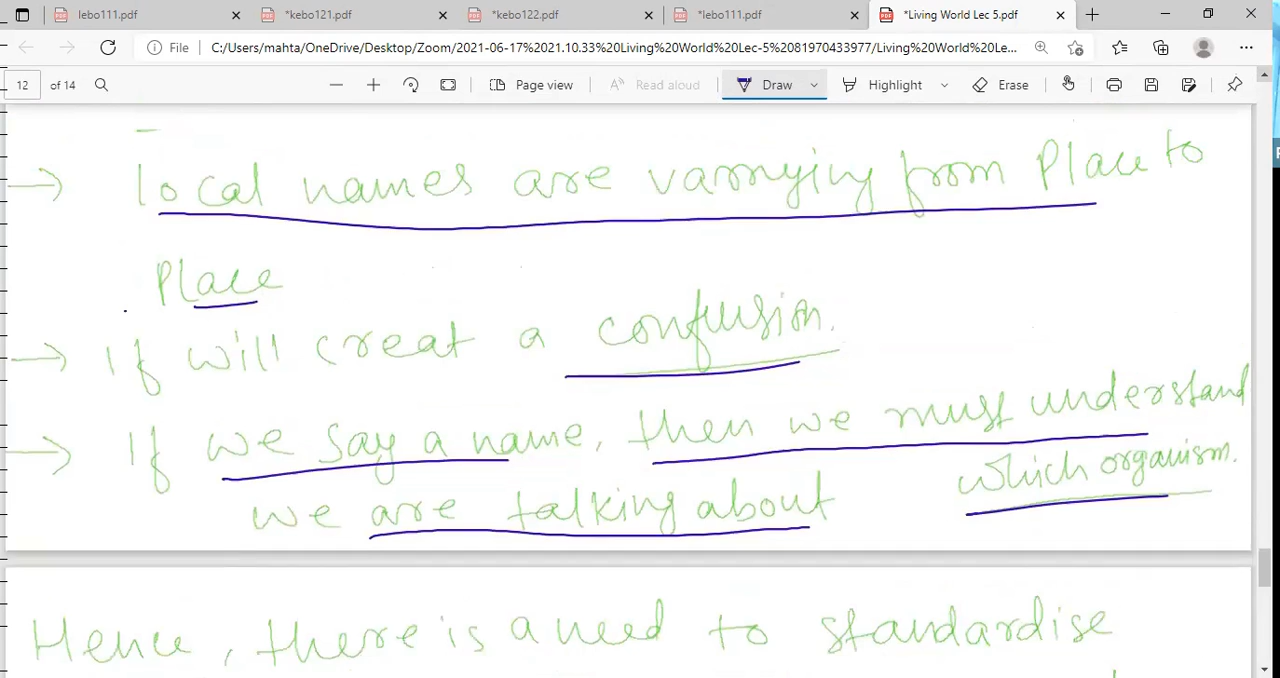 lebo111.pdf
*kebo121.pdf
*kebo122.pdf
*lebo111.pdf
*Living World Lec 5.pdf
File C:/Users/mahta/OneDrive/Desktop/Zoom/2021-06-17%2021.10.33%20Living%20World%20Lec-5%2081970433977/Living%20World%20Le...
12 of 14 Page view Read aloud Draw Highlight Erase
local names are varrnying from Place to
Place
If will creat a confusion.
If we say a name, then we must understand
which organism.
we are talking about
Hence, there is a need to standardise